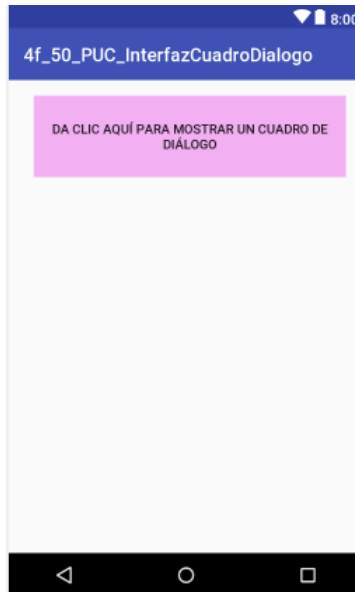 8:00
4f_50_PUC_InterfazCuadroDialogo
DA CLIC AQUÍ PARA MOSTRAR UN CUADRO DE
DIÁLOGO